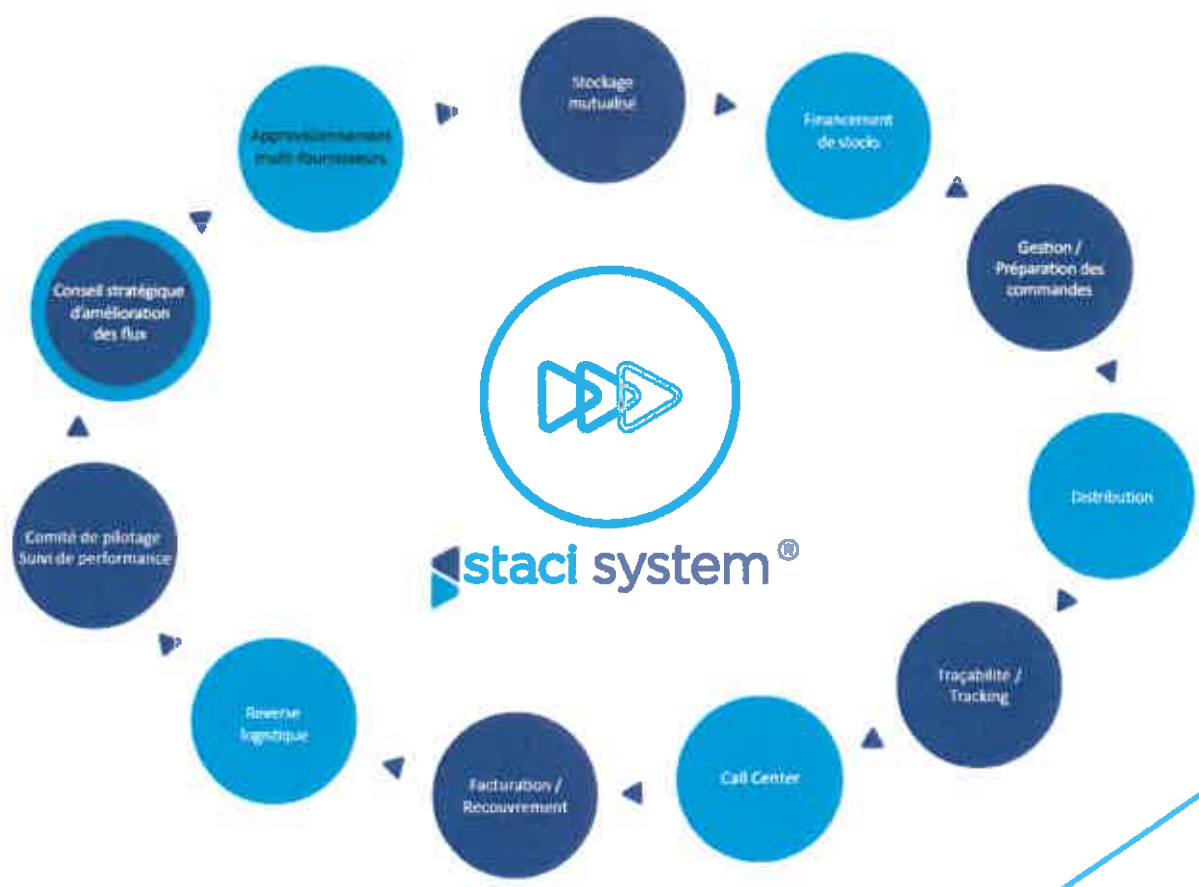 Stockage
mutualisé
Financement
de stocks
Gestion /
Préparation des
commandes
Distribution
Traçabilité /
Tracking
Call Center
Facturation /
Recouvrement
Reverse
logistique
Comité de pilotage
Suivi de performance
Conseil stratégique
d'amélioration
des flux
Approvisionnement
multi-fournisseurs
staci system®